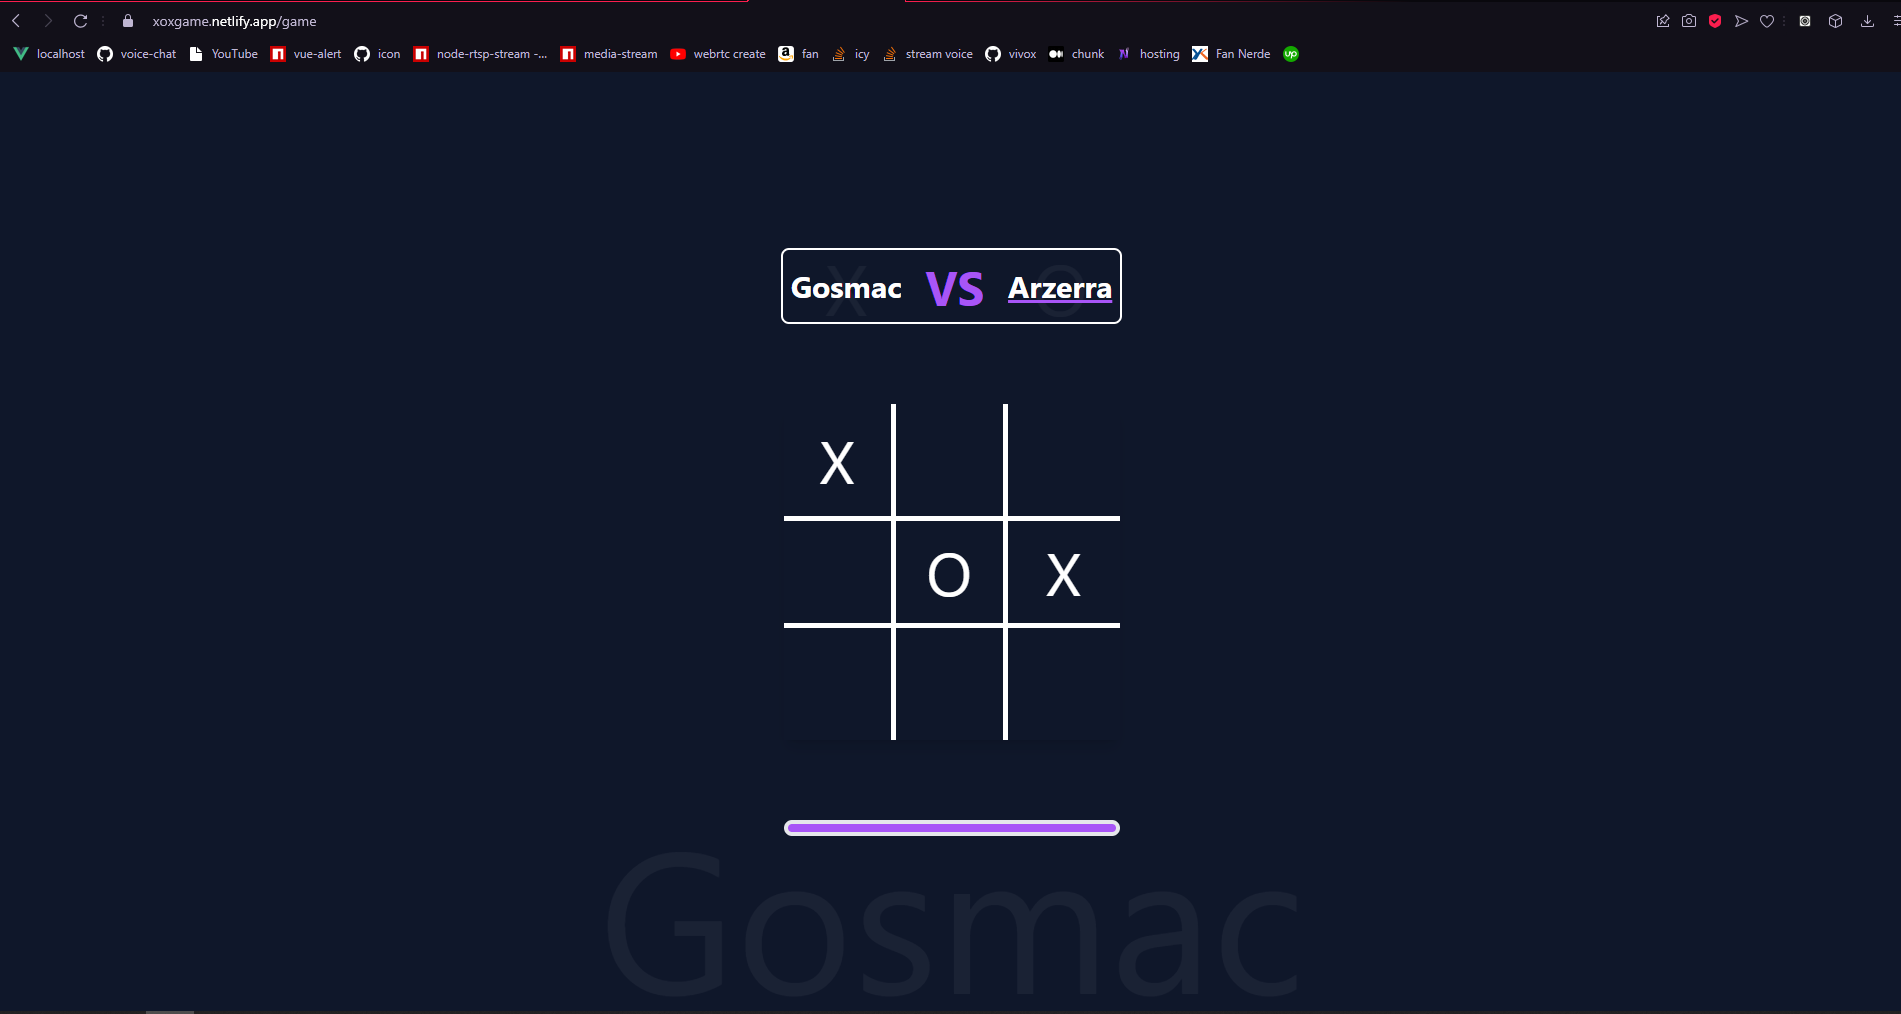 xoxgame.netlify.app/game
localhost voice-chat YouTube vue-alert icon node-rtsp-stream -... media-stream webrtc create fan icy stream voice vivox chunk hosting Fan Nerde up
Gosmac VS Arzerra
X O
X
O X
Gosmac